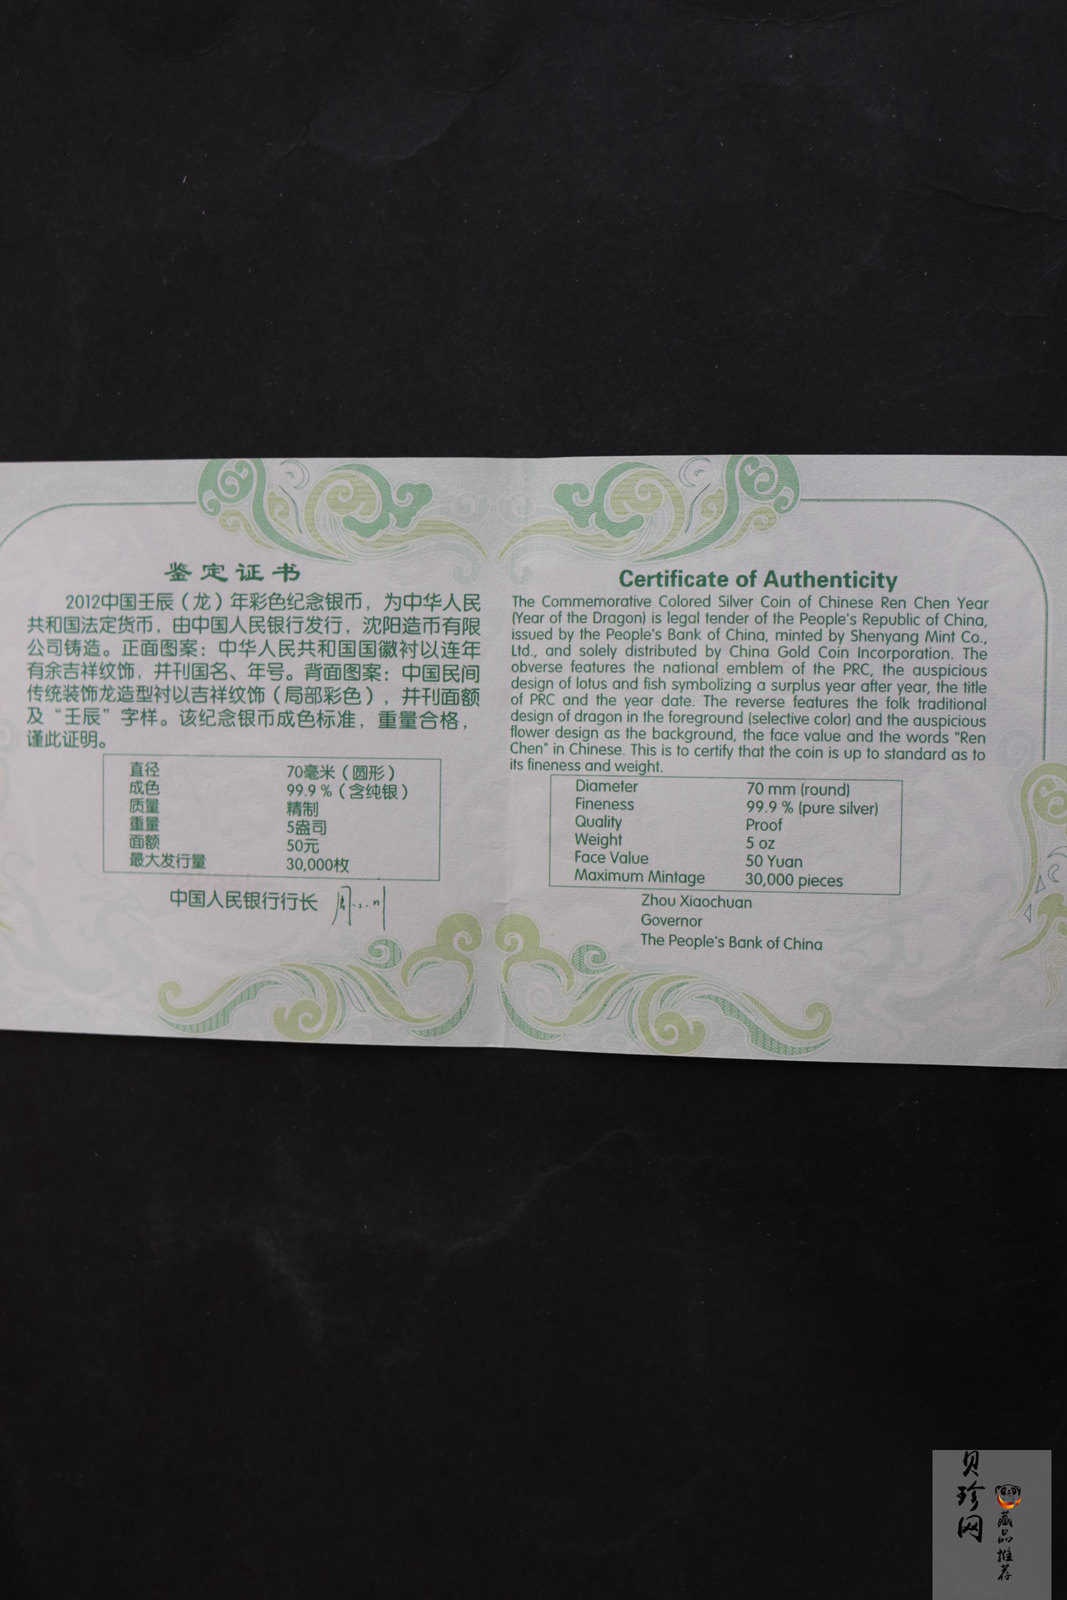 鉴定证书
2012中国壬辰（龙）年彩色纪念银币，为中华人民
共和国法定货币，由中国人民银行发行，沈阳造币有限
公司铸造。正面图案：中华人民共和国国徽衬以连年
有余吉祥纹饰，并刊国名、年号。背面图案：中国民间
传统装饰龙造型衬以吉祥纹饰（局部彩色），并刊面额
及“壬辰”字样。该纪念银币成色标准，重量合格，
谨此证明。
直径 70毫米（圆形）
成色 99.9％（含纯银）
质量 精制
重量 5盎司
面额 50元
最大发行量 30,000枚
中国人民银行行长
Certificate of Authenticity
The Commemorative Colored Silver Coin of Chinese Ren Chen Year
(Year of the Dragon) is legal tender of the People's Republic of China,
issued by the People's Bank of China, minted by Shenyang Mint Co.,
Ltd., and solely distributed by China Gold Coin Incorporation. The
obverse features the national emblem of the PRC, the auspicious
design of lotus and fish symbolizing a surplus year after year, the title
of PRC and the year date. The reverse features the folk traditional
design of dragon in the foreground (selective color) and the auspicious
flower design as the background, the face value and the words "Ren
Chen" in Chinese. This is to certify that the coin is up to standard as to
its fineness and weight.
Diameter 70 mm (round)
Fineness 99.9 % (pure silver)
Quality Proof
Weight 5 oz
Face Value 50 Yuan
Maximum Mintage 30,000 pieces
Zhou Xiaochuan
Governor
The People's Bank of China
贝珍网
藏品推荐